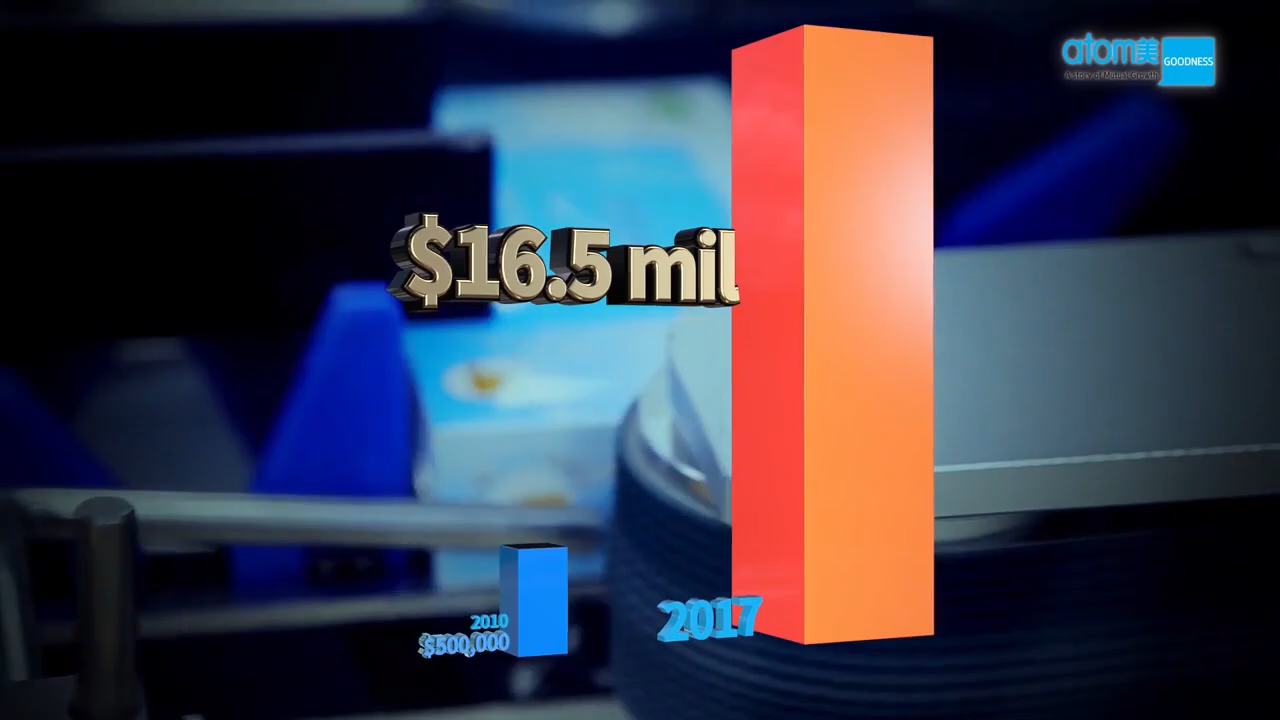 atom美 GOODNESS
A story of Mutual Growth
$16.5 mil
2010
$500,000
2017